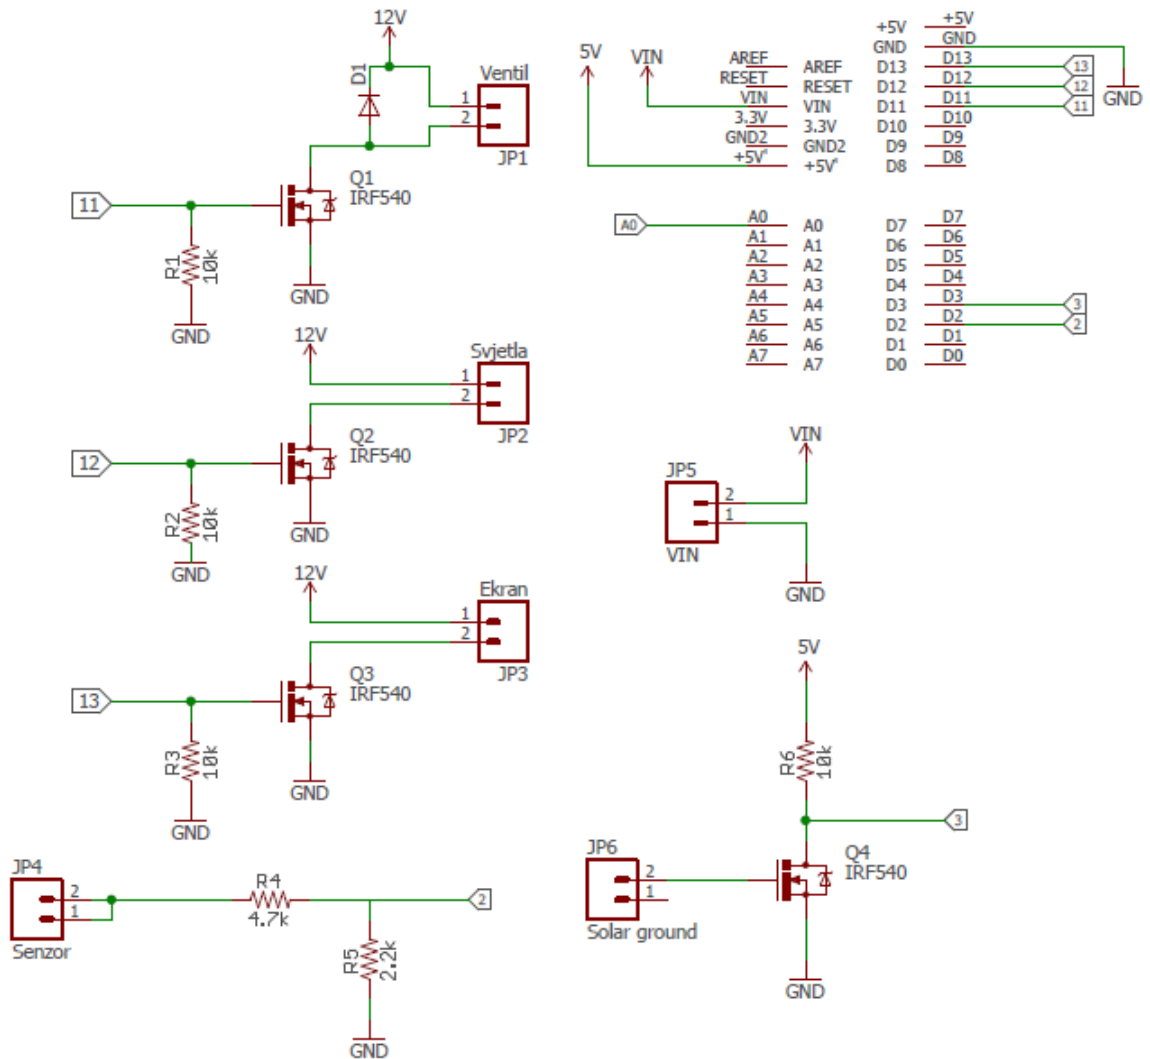 12V
D1
Ventil
1
2
JP1
Q1
IRF540
11
R1
10k
GND
GND
12V
Svjetla
1
2
JP2
Q2
IRF540
12
R2
10k
GND
GND
12V
Ekran
1
2
JP3
Q3
IRF540
13
R3
10k
GND
GND
JP4
2
1
Senzor
R4
4.7k
2
R5
2.2k
GND
5V
VIN
AREF AREF
RESET RESET
VIN VIN
3.3V 3.3V
GND2 GND2
+5V' +5V'
+5V +5V
GND GND
D13 D13 13
D12 D12 12
D11 D11 11
D10 D10
D9 D9
D8 D8
GND
A0 A0 A0
A1 A1
A2 A2
A3 A3
A4 A4
A5 A5
A6 A6
A7 A7
D7 D7
D6 D6
D5 D5
D4 D4
D3 D3 3
D2 D2 2
D1 D1
D0 D0
VIN
JP5
2
1
VIN
GND
5V
R6
10k
3
JP6
2
1
Solar ground
Q4
IRF540
GND